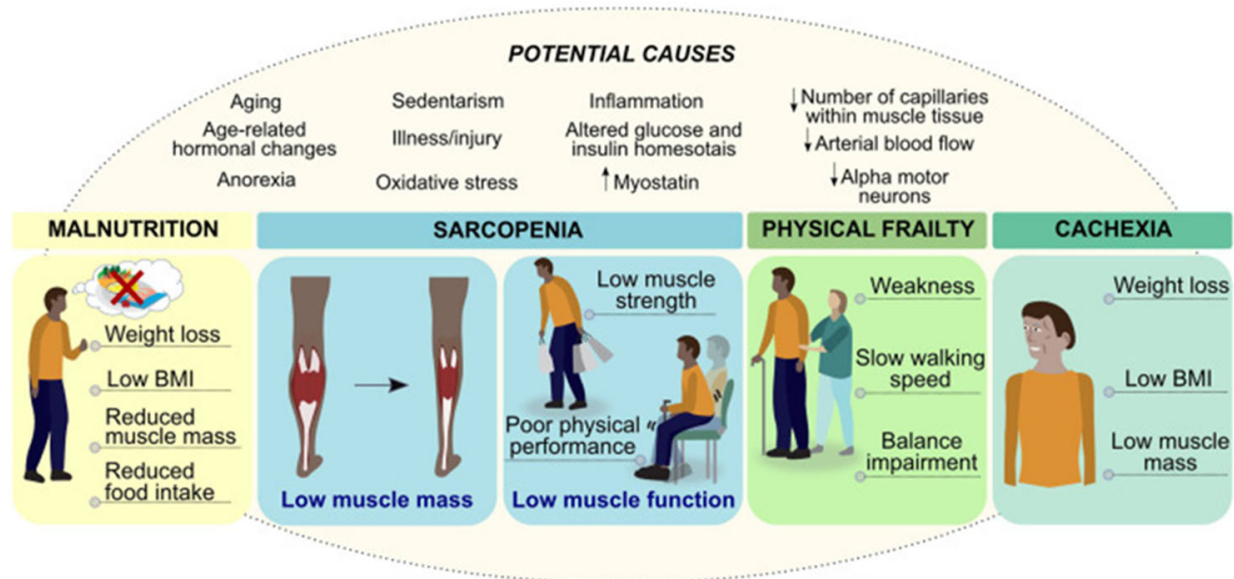 POTENTIAL CAUSES
Aging
Age-related
hormonal changes
Anorexia
Sedentarism
Illness/injury
Oxidative stress
Inflammation
Altered glucose and
insulin homesotais
↑ Myostatin
↓ Number of capillaries
within muscle tissue
↓ Arterial blood flow
↓ Alpha motor
neurons
MALNUTRITION
Weight loss
Low BMI
Reduced
muscle mass
Reduced
food intake
SARCOPENIA
Low muscle mass
Low muscle
strength
Poor physical
performance
Low muscle function
PHYSICAL FRAILTY
Weakness
Slow walking
speed
Balance
impairment
CACHEXIA
Weight loss
Low BMI
Low muscle
mass